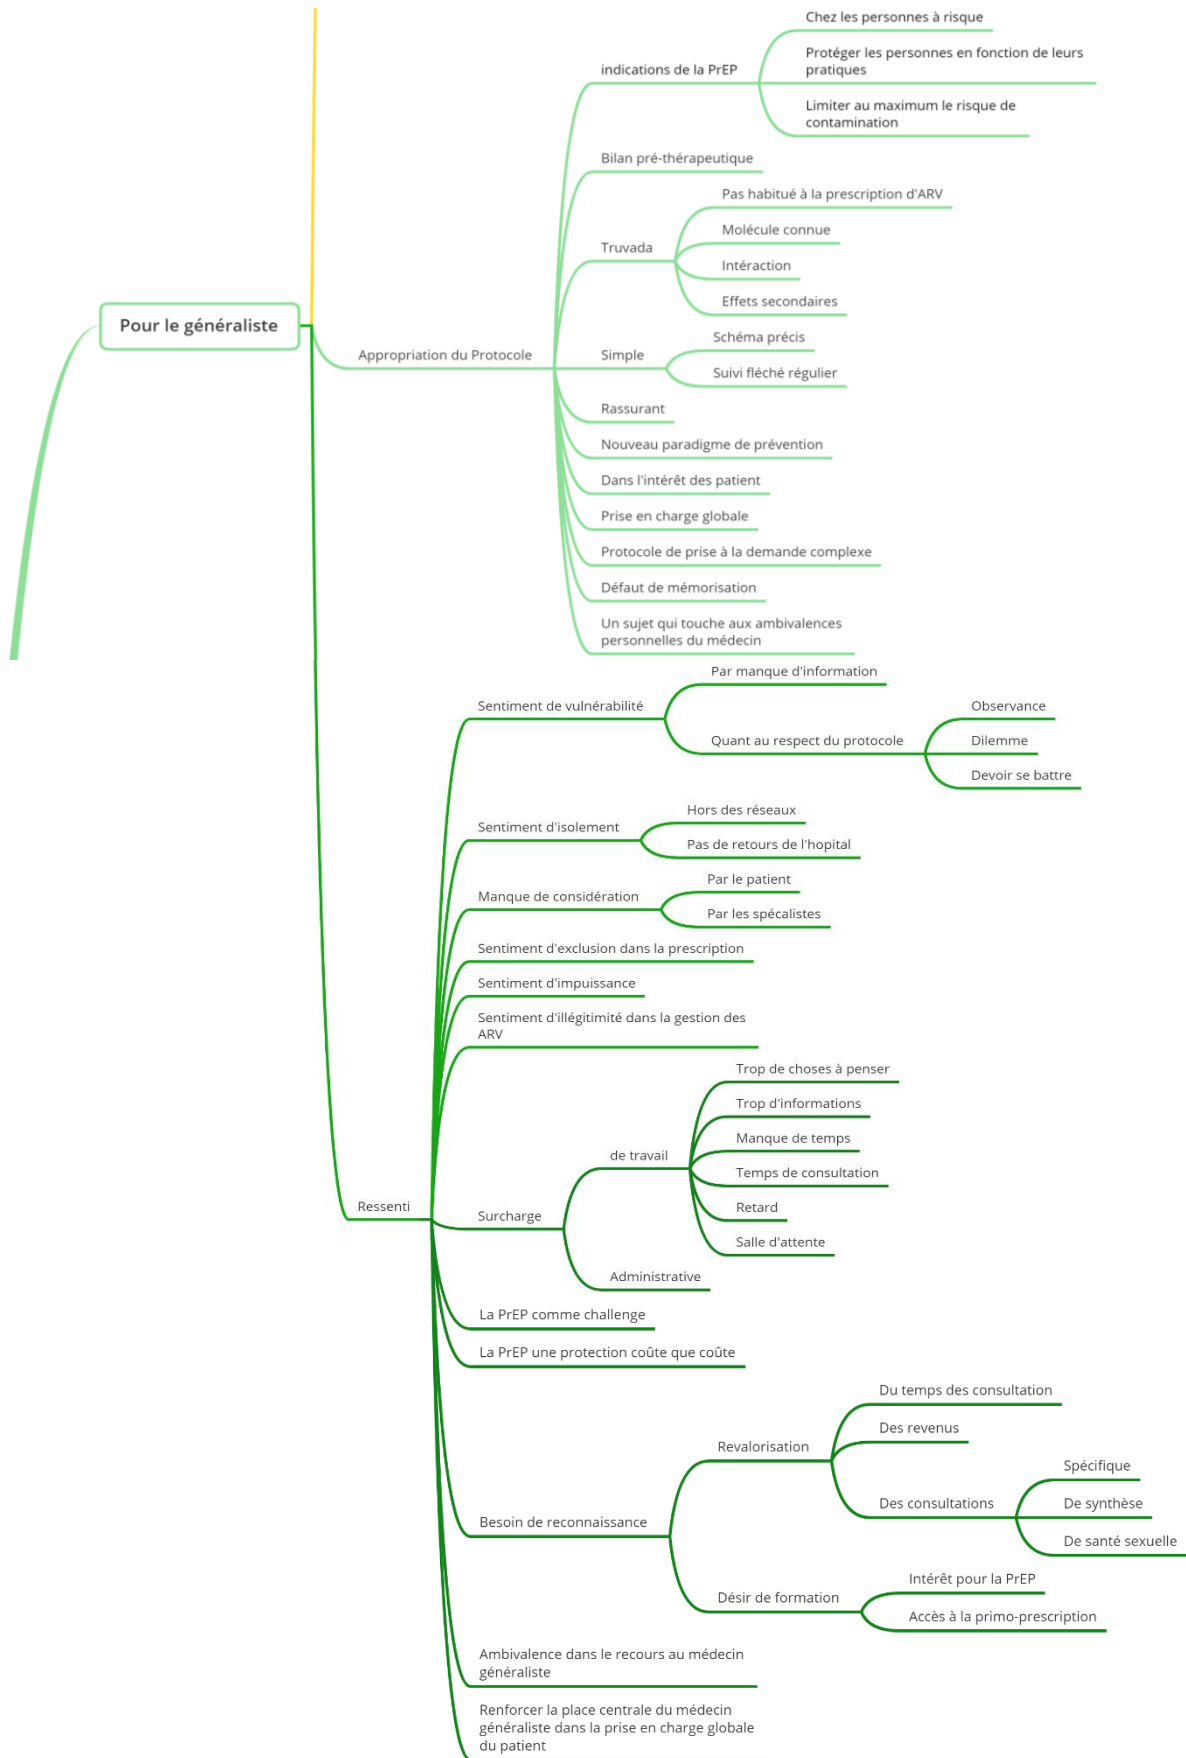 Chez les personnes à risque
Protéger les personnes en fonction de leurs
pratiques
indications de la PrEP
Limiter au maximum le risque de
contamination
Bilan pré-thérapeutique
Pas habitué à la prescription d'ARV
Molécule connue
Truvada
Intéraction
Effets secondaires
Pour le généraliste
Schéma précis
Appropriation du Protocole
Simple
Suivi fléché régulier
Rassurant
Nouveau paradigme de prévention
Dans l'intérêt des patient
Prise en charge globale
Protocole de prise à la demande complexe
Défaut de mémorisation
Un sujet qui touche aux ambivalences
personnelles du médecin
Par manque d'information
Sentiment de vulnérabilité
Observance
Quant au respect du protocole
Dilemme
Devoir se battre
Hors des réseaux
Sentiment d'isolement
Pas de retours de l'hopital
Par le patient
Manque de considération
Par les spécalistes
Sentiment d'exclusion dans la prescription
Sentiment d'impuissance
Sentiment d'illégitimité dans la gestion des
ARV
Trop de choses à penser
Trop d'informations
Manque de temps
de travail
Temps de consultation
Retard
Ressenti
Surcharge
Salle d'attente
Administrative
La PrEP comme challenge
La PrEP une protection coûte que coûte
Du temps des consultation
Des revenus
Revalorisation
Spécifique
Des consultations
De synthèse
De santé sexuelle
Besoin de reconnaissance
Intérêt pour la PrEP
Désir de formation
Accès à la primo-prescription
Ambivalence dans le recours au médecin
généraliste
Renforcer la place centrale du médecin
généraliste dans la prise en charge globale
du patient